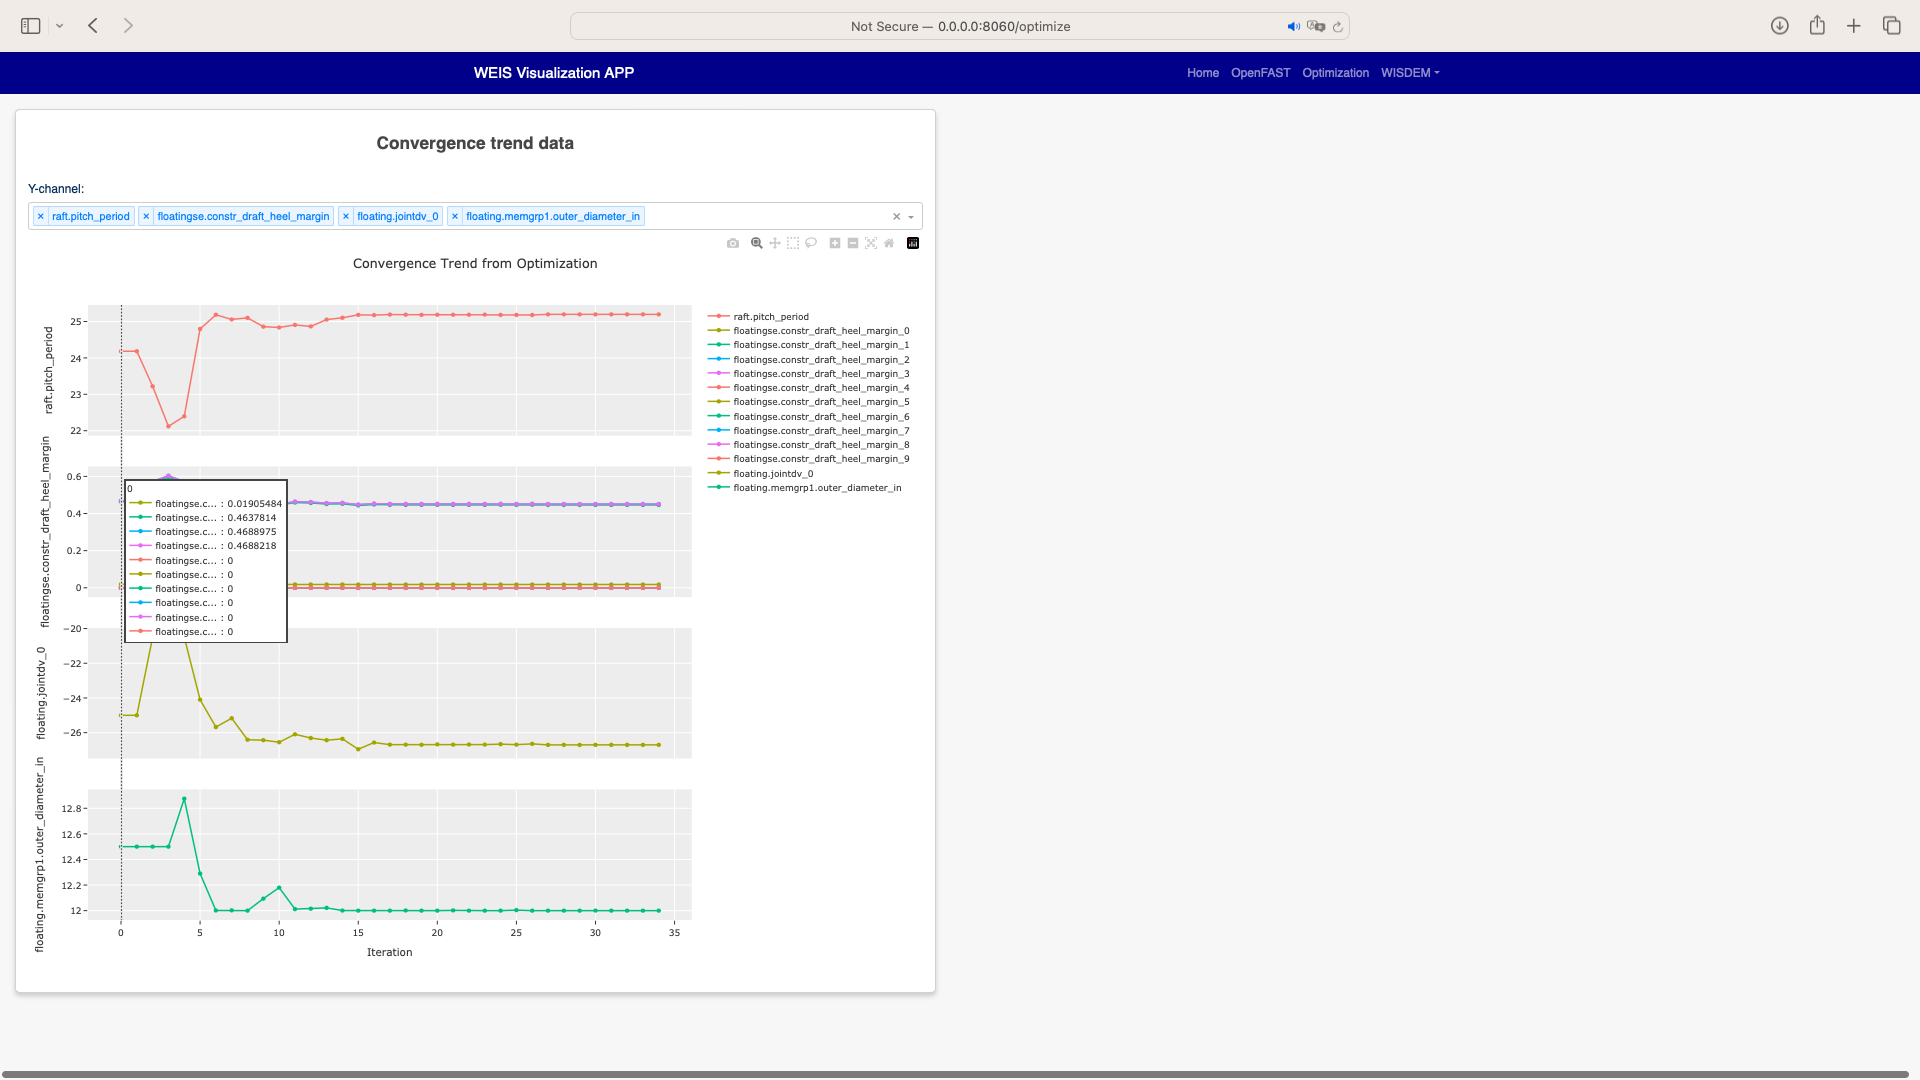 Not Secure — 0.0.0.0:8060/optimize
WEIS Visualization APP
Home OpenFAST Optimization WISDEM
Convergence trend data
Y-channel:
× raft.pitch_period × floatingse.constr_draft_heel_margin × floating.jointdv_0 × floating.memgrp1.outer_diameter_in ×
Convergence Trend from Optimization
raft.pitch_period
25
24
23
22
floatingse.constr_draft_heel_margin
0.6
0.4
0.2
0
0
floatingse.c... : 0.01905484
floatingse.c... : 0.4637814
floatingse.c... : 0.4688975
floatingse.c... : 0.4688218
floatingse.c... : 0
floatingse.c... : 0
floatingse.c... : 0
floatingse.c... : 0
floatingse.c... : 0
floatingse.c... : 0
floating.jointdv_0
−20
−22
−24
−26
floating.memgrp1.outer_diameter_in
12.8
12.6
12.4
12.2
12
0 5 10 15 20 25 30 35
Iteration
raft.pitch_period
floatingse.constr_draft_heel_margin_0
floatingse.constr_draft_heel_margin_1
floatingse.constr_draft_heel_margin_2
floatingse.constr_draft_heel_margin_3
floatingse.constr_draft_heel_margin_4
floatingse.constr_draft_heel_margin_5
floatingse.constr_draft_heel_margin_6
floatingse.constr_draft_heel_margin_7
floatingse.constr_draft_heel_margin_8
floatingse.constr_draft_heel_margin_9
floating.jointdv_0
floating.memgrp1.outer_diameter_in